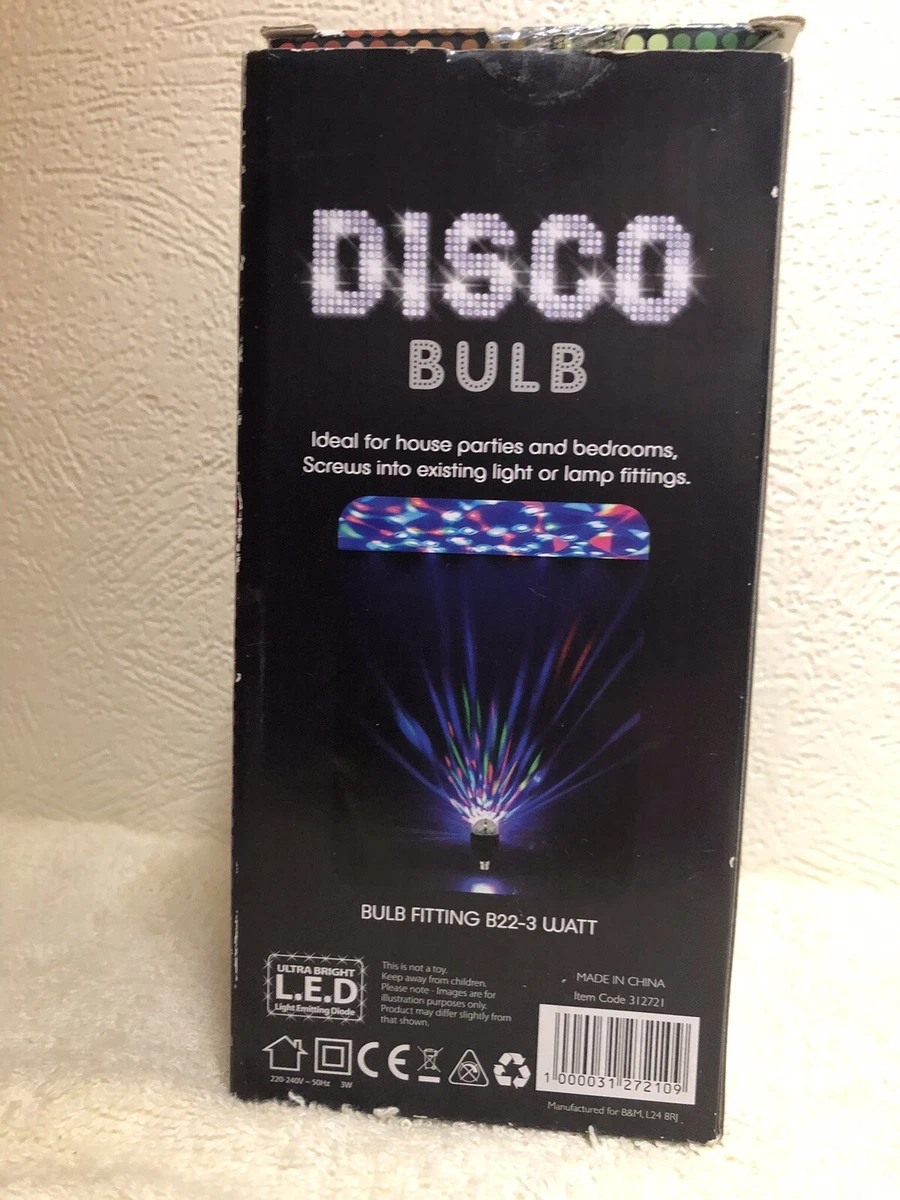 DISCO
BULB
Ideal for house parties and bedrooms,
Screws into existing light or lamp fittings.
BULB FITTING B22-3 WATT
ULTRA BRIGHT
L.E.D
Light Emitting Diode
This is not a toy.
Keep away from children.
Please note - Images are for
illustration purposes only.
Product may differ slightly from
that shown.
MADE IN CHINA
Item Code 312721
CE
220-240V ~ 50Hz 3W
1 000031 272109
Manufactured for B&M, L24 8RJ